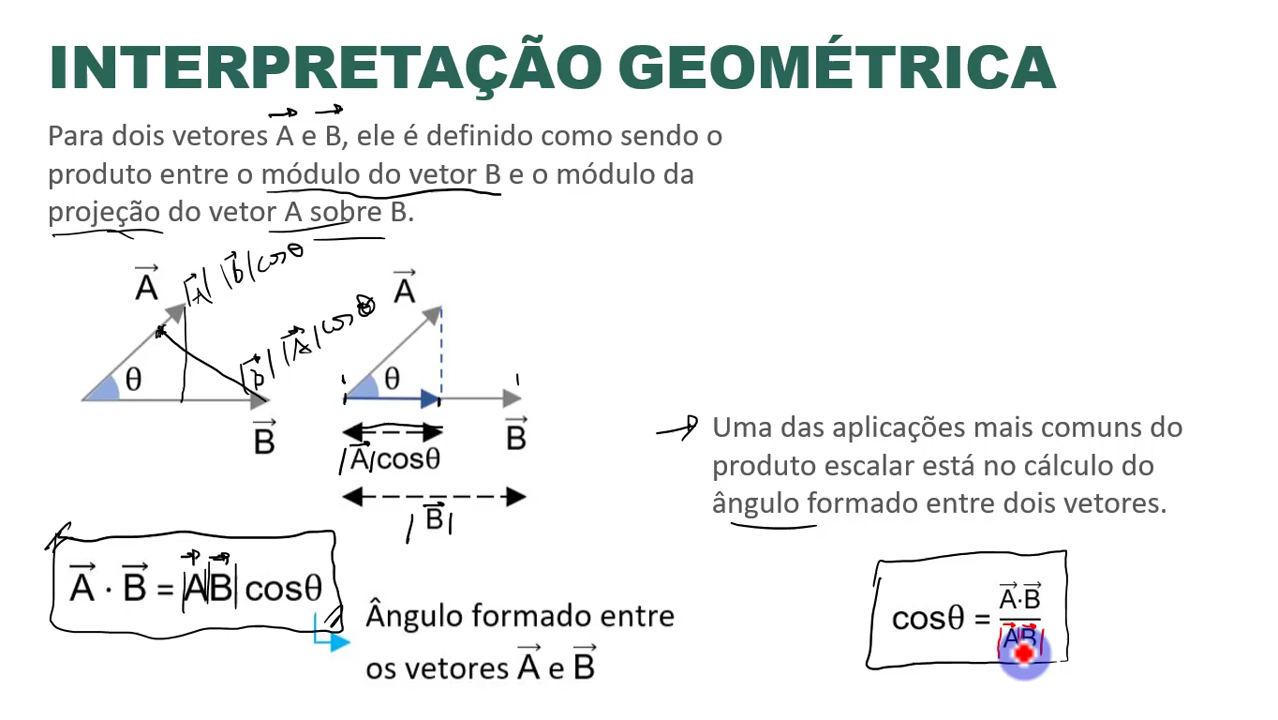 INTERPRETAÇÃO GEOMÉTRICA
Para dois vetores A⃗ e B⃗, ele é definido como sendo o
produto entre o módulo do vetor B e o módulo da
projeção do vetor A sobre B.
|A⃗| |B⃗| cosθ
A⃗
|B⃗| |A⃗| cosθ
θ
B⃗
A⃗
θ
B⃗
|A⃗|cosθ
|B⃗|
A⃗ · B⃗ = |A⃗||B⃗| cosθ
Ângulo formado entre
os vetores A⃗ e B⃗
Uma das aplicações mais comuns do
produto escalar está no cálculo do
ângulo formado entre dois vetores.
cosθ = A⃗·B⃗ / |A⃗||B⃗|